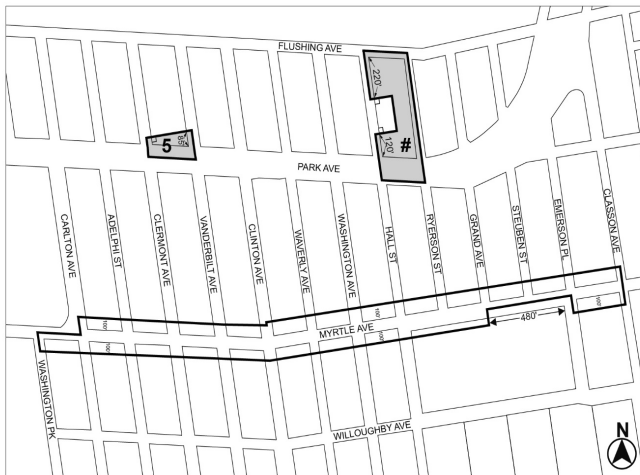 FLUSHING AVE
220'
120'
#
5
85'
PARK AVE
CARLTON AVE
ADELPHI ST
CLERMONT AVE
VANDERBILT AVE
CLINTON AVE
WAVERLY AVE
WASHINGTON AVE
HALL ST
RYERSON ST
GRAND AVE
STEUBEN ST
EMERSON PL
CLASSON AVE
100'
100'
100'
MYRTLE AVE
480'
100'
100'
WASHINGTON PK
WILLOUGHBY AVE
N